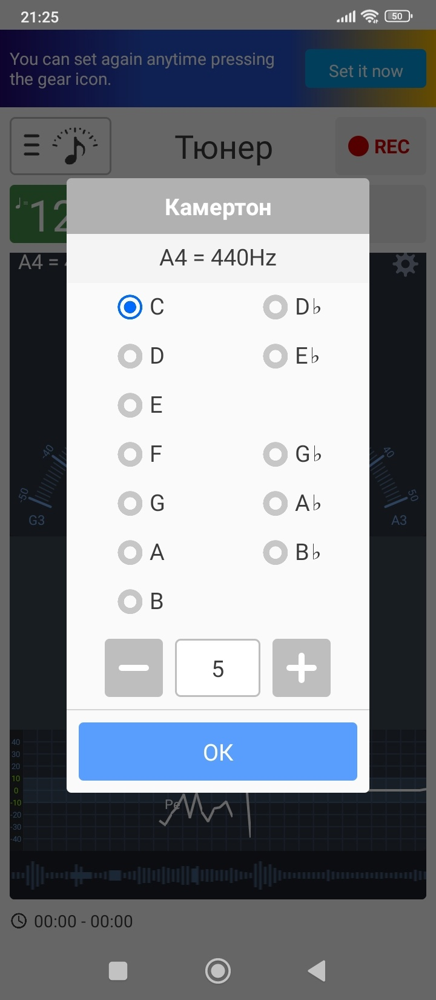 21:25
50
You can set again anytime pressing
the gear icon.
Set it now
Тюнер
REC
♩=12
Камертон
A4 =
A4 = 440Hz
C
D♭
D
E♭
E
F
G♭
G
A♭
A
B♭
B
-40
40
-50
50
G3
A3
5
OK
40
30
20
10
0
-10
-20
-30
-40
Ре
00:00 - 00:00